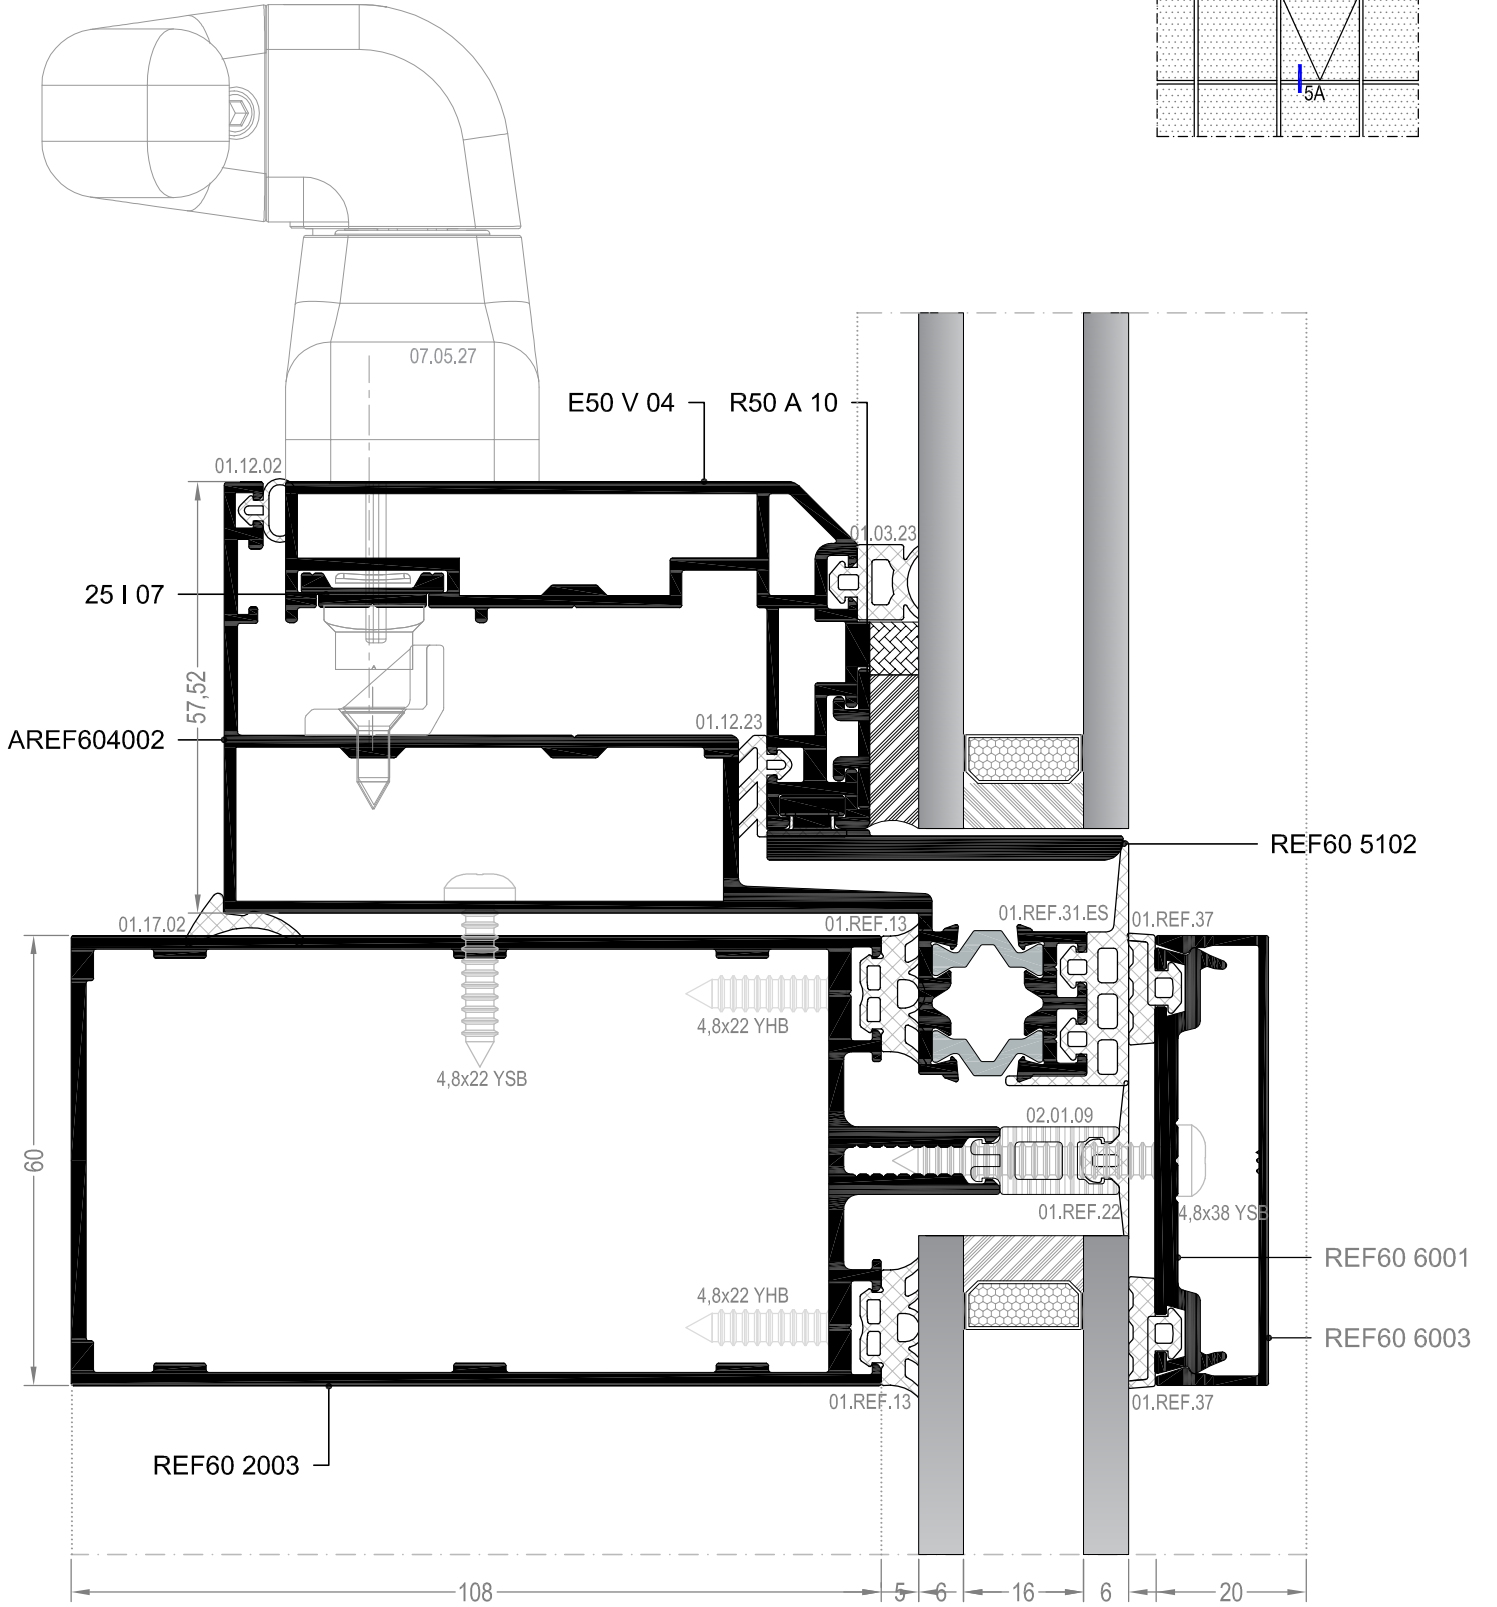 5A
07.05.27
E50 V 04
R50 A 10
01.12.02
01.03.23
25 I 07
57,52
01.12.23
AREF604002
REF60 5102
01.17.02
01.REF.13
01.REF.31.ES
01.REF.37
4,8x22 YHB
4,8x22 YSB
02.01.09
60
01.REF.22
4,8x38 YSB
REF60 6001
4,8x22 YHB
REF60 6003
01.REF.13
01.REF.37
REF60 2003
108
5
6
16
6
20